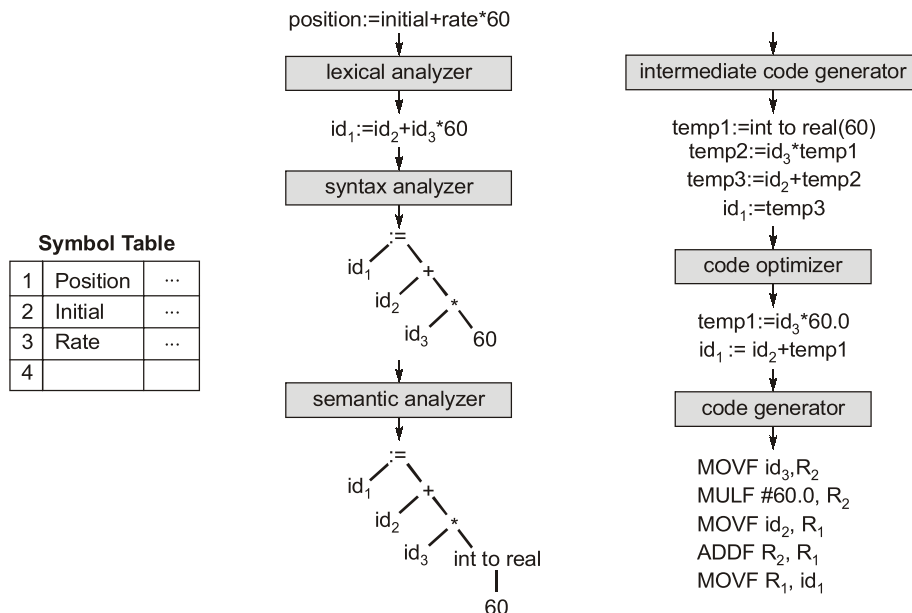 position:=initial+rate*60
lexical analyzer
id₁:=id₂+id₃*60
syntax analyzer
:=
id₁ +
id₂ *
id₃ 60
semantic analyzer
:=
id₁ +
id₂ *
id₃ int to real
60
Symbol Table
1 Position ...
2 Initial ...
3 Rate ...
4
intermediate code generator
temp1:=int to real(60)
temp2:=id₃*temp1
temp3:=id₂+temp2
id₁:=temp3
code optimizer
temp1:=id₃*60.0
id₁ := id₂+temp1
code generator
MOVF id₃,R₂
MULF #60.0, R₂
MOVF id₂, R₁
ADDF R₂, R₁
MOVF R₁, id₁